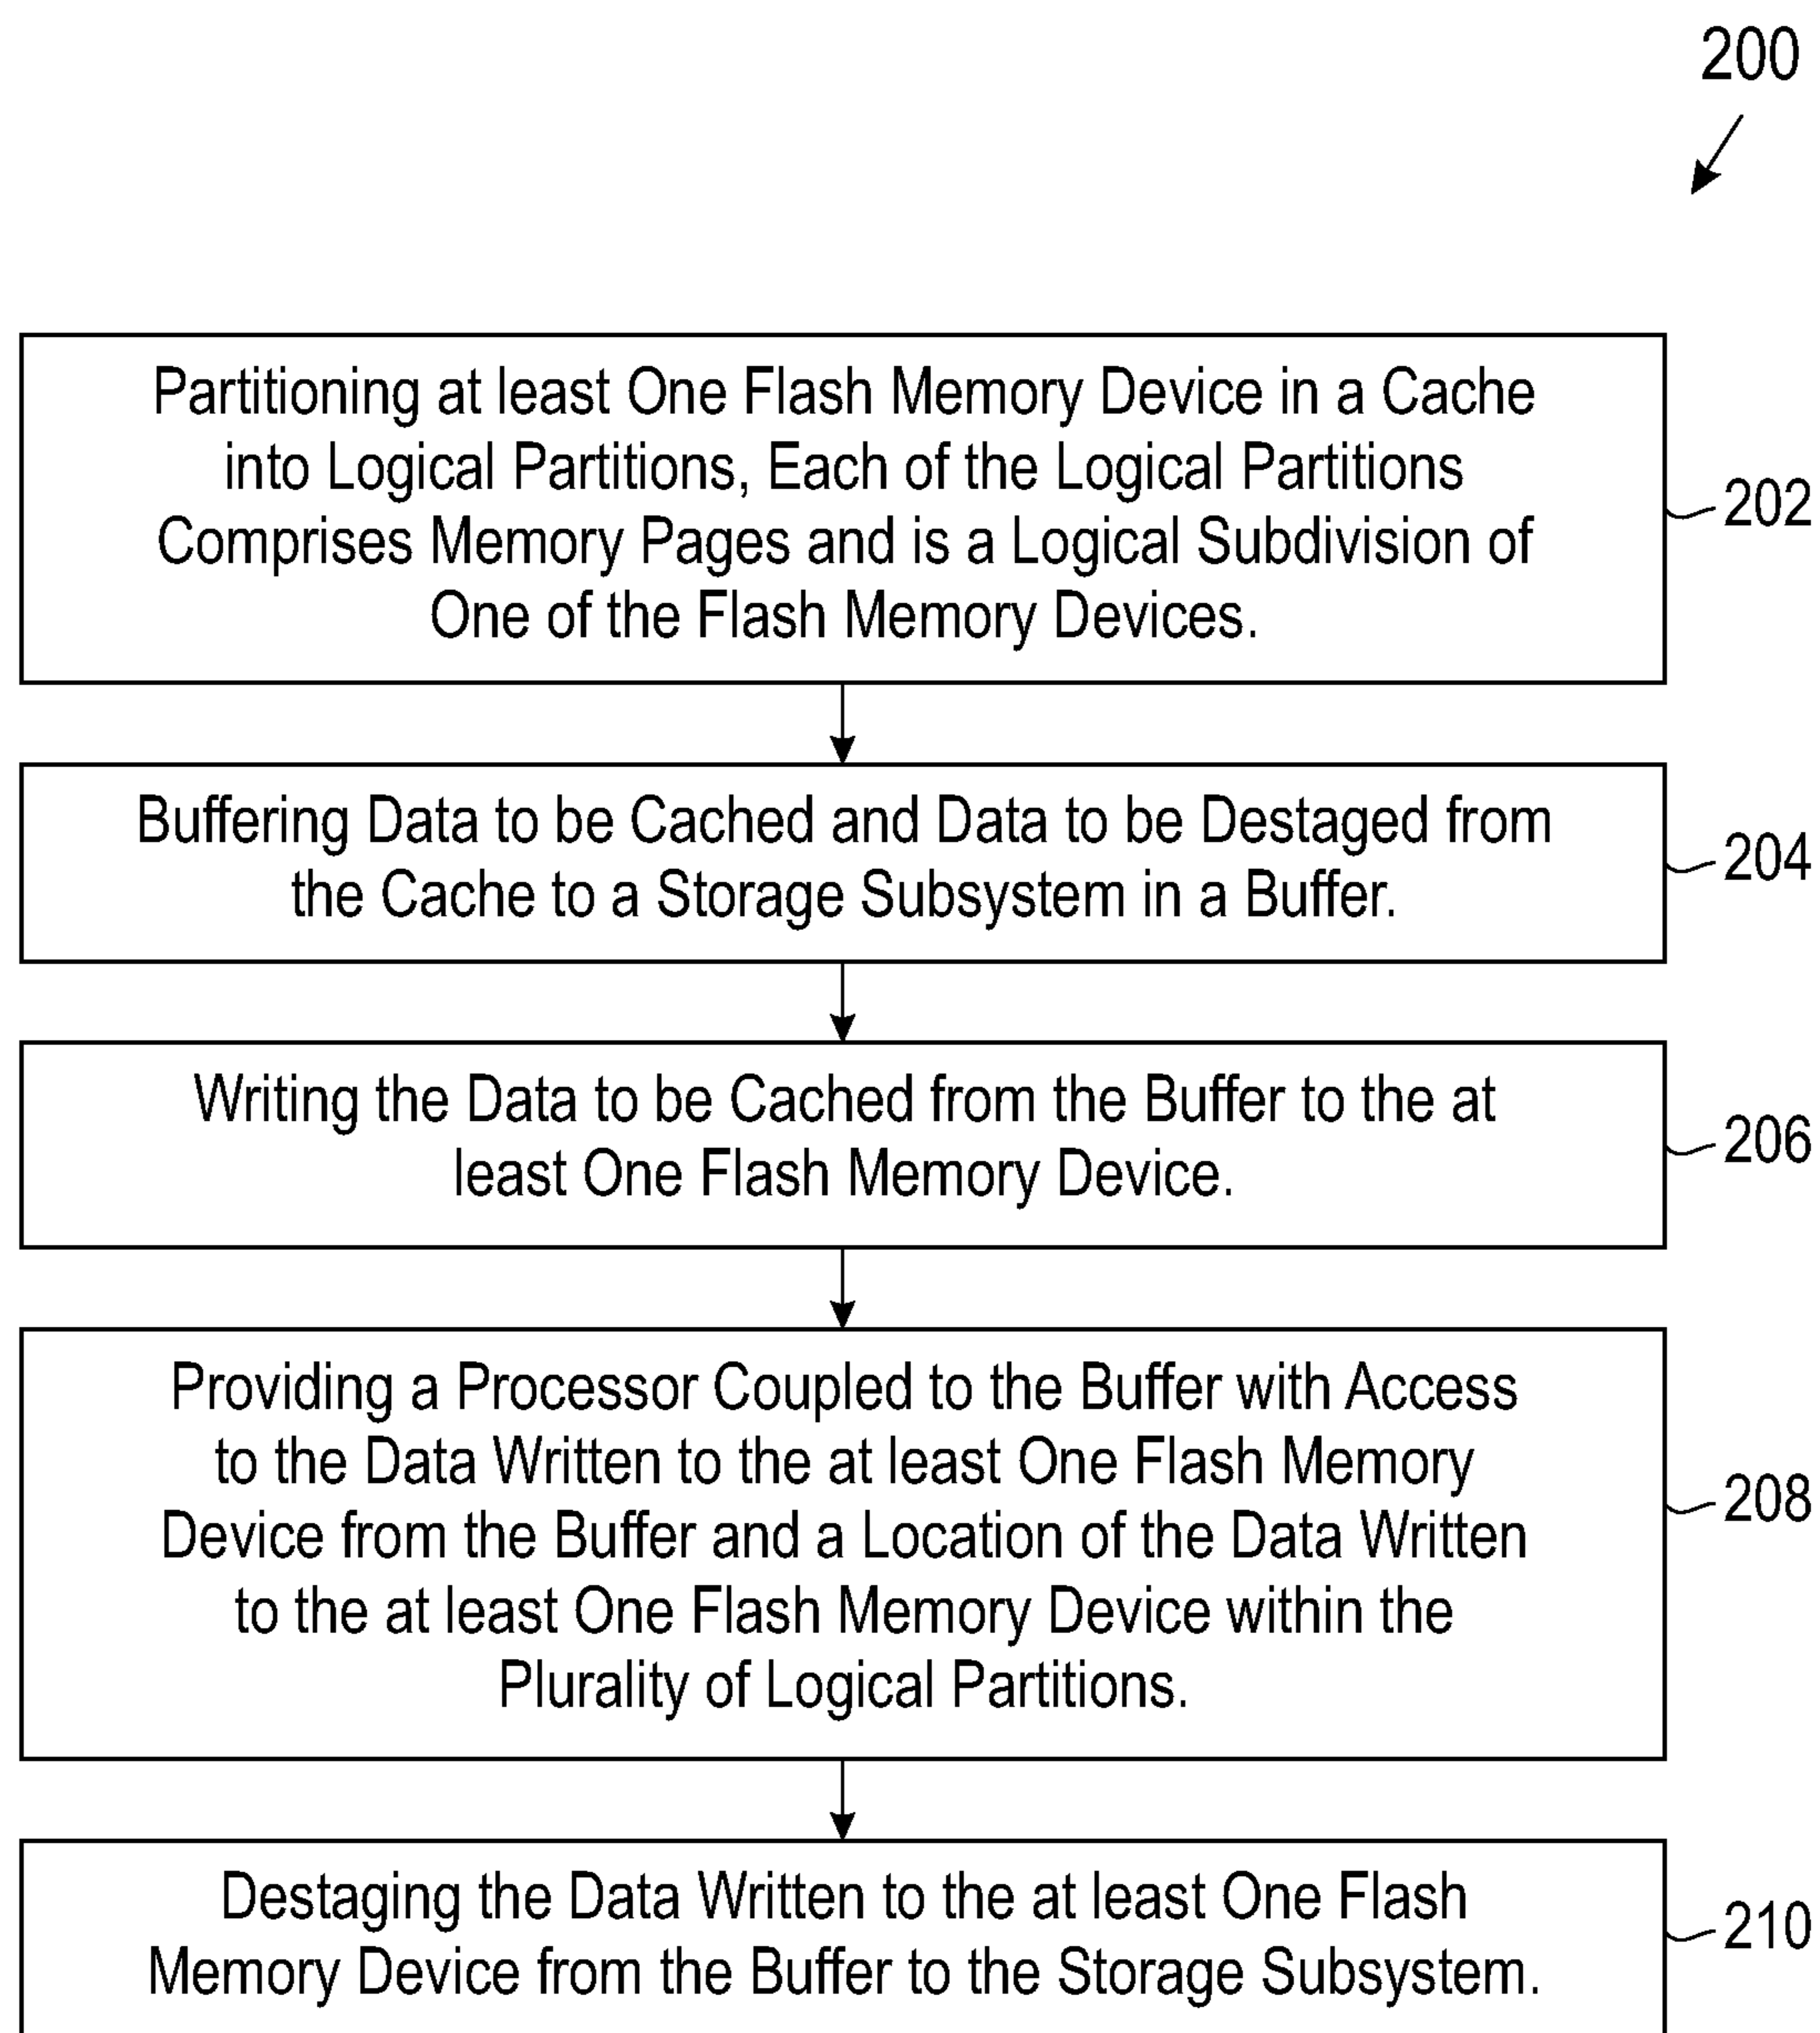 200
Partitioning at least One Flash Memory Device in a Cache
into Logical Partitions, Each of the Logical Partitions
Comprises Memory Pages and is a Logical Subdivision of
One of the Flash Memory Devices.
202
Buffering Data to be Cached and Data to be Destaged from
the Cache to a Storage Subsystem in a Buffer.
204
Writing the Data to be Cached from the Buffer to the at
least One Flash Memory Device.
206
Providing a Processor Coupled to the Buffer with Access
to the Data Written to the at least One Flash Memory
Device from the Buffer and a Location of the Data Written
to the at least One Flash Memory Device within the
Plurality of Logical Partitions.
208
Destaging the Data Written to the at least One Flash
Memory Device from the Buffer to the Storage Subsystem.
210